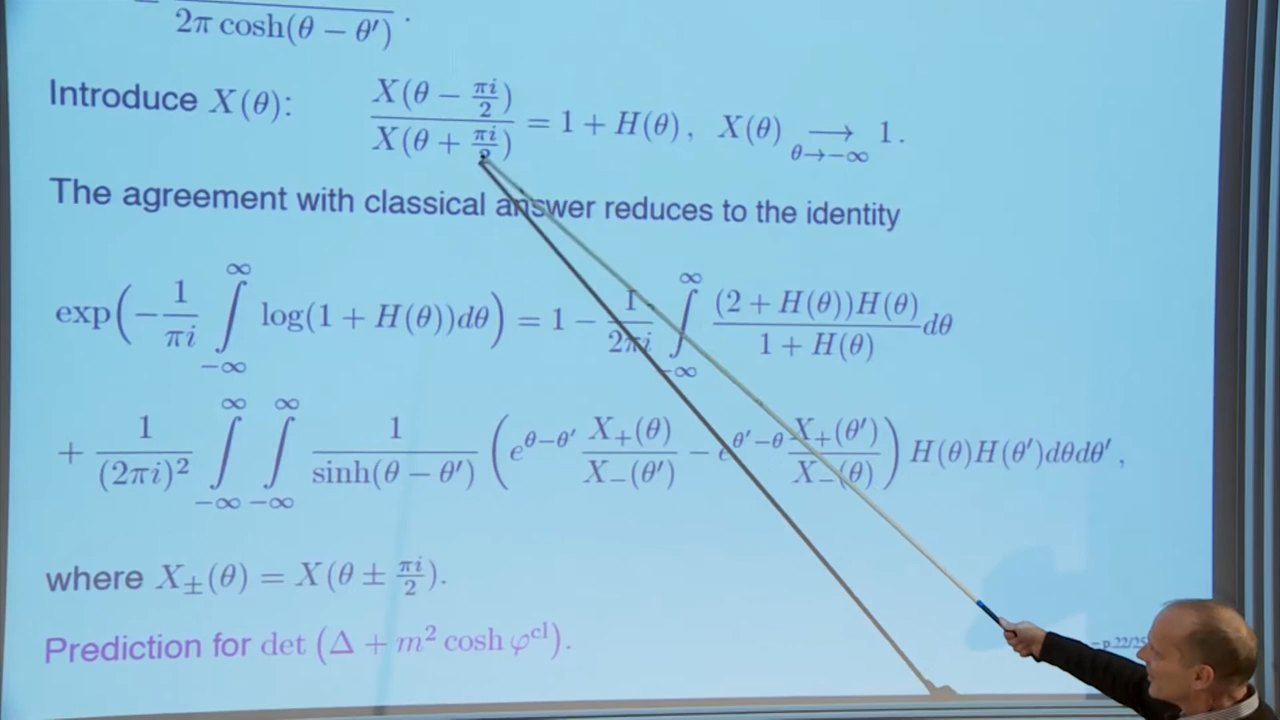 2π cosh(θ − θ′) .
Introduce X(θ): X(θ − πi/2) / X(θ + πi/2) = 1 + H(θ), X(θ) ⟶ 1. θ→−∞
The agreement with classical answer reduces to the identity
exp(−1/πi ∫_{−∞}^{∞} log(1 + H(θ))dθ) = 1 − 1/2πi ∫_{−∞}^{∞} (2 + H(θ))H(θ) / 1 + H(θ) dθ
+ 1/(2πi)² ∫_{−∞}^{∞} ∫_{−∞}^{∞} 1/sinh(θ − θ′) (e^{θ−θ′} X₊(θ)/X₋(θ′) − e^{θ′−θ} X₊(θ′)/X₋(θ)) H(θ)H(θ′)dθdθ′ ,
where X±(θ) = X(θ ± πi/2).
Prediction for det (Δ + m² cosh φ^{cl}).
– p.22/25